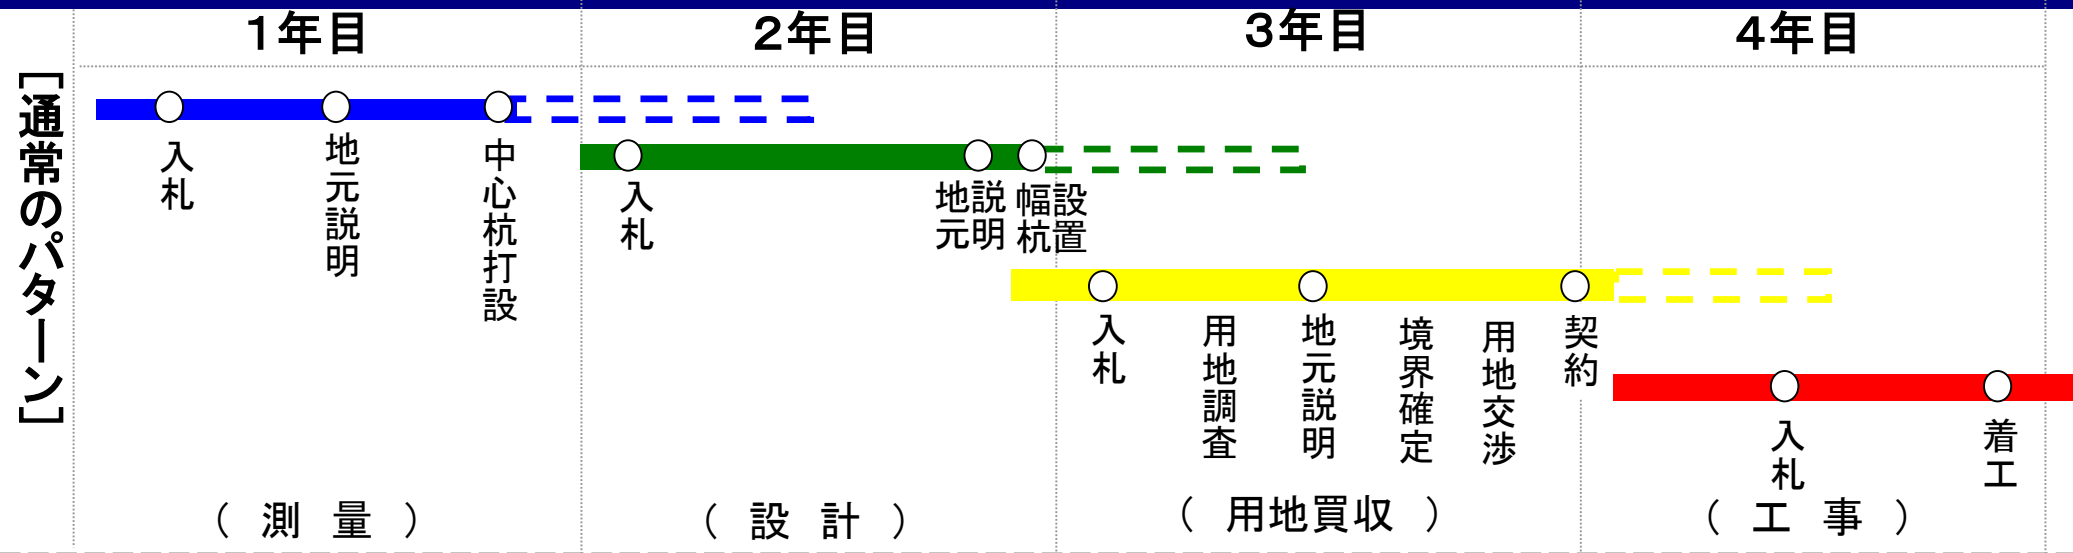 １年目
２年目
３年目
４年目
［通常のパターン］
入札
地元説明
中心杭打設
入札
地元説明
幅杭設置
入札
用地調査
地元説明
境界確定
用地交渉
契約
入札
着工
（ 測 量 ）
（ 設 計 ）
（ 用地買収 ）
（ 工 事 ）